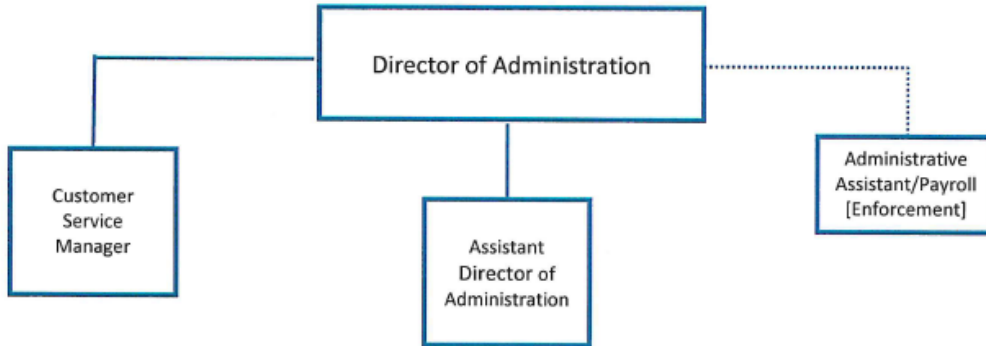 Director of Administration
Customer
Service
Manager
Assistant
Director of
Administration
Administrative
Assistant/Payroll
[Enforcement]